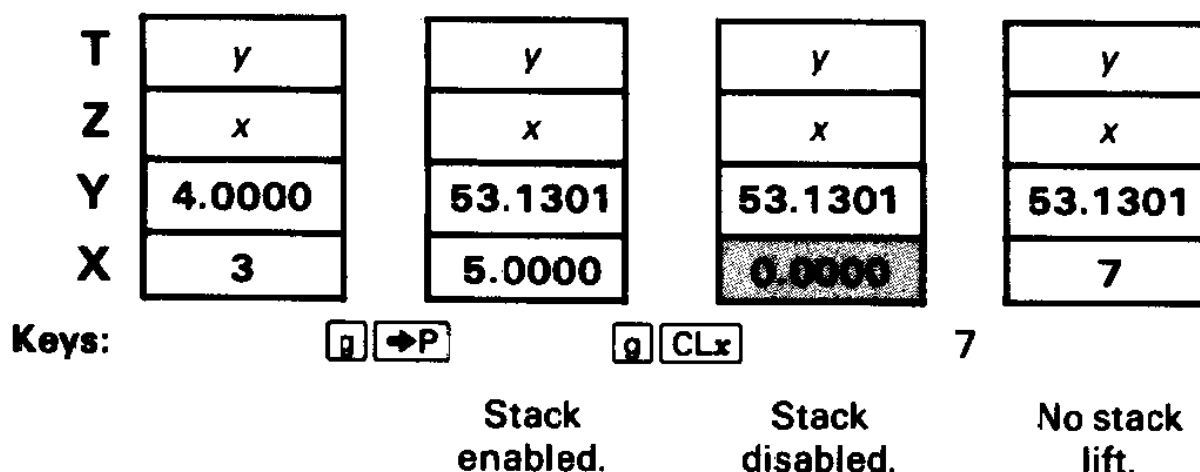 T y y y y
Z x x x x
Y 4.0000 53.1301 53.1301 53.1301
X 3 5.0000 0.0000 7
Keys: g ➔P g CLx 7
Stack Stack No stack
enabled. disabled. lift.